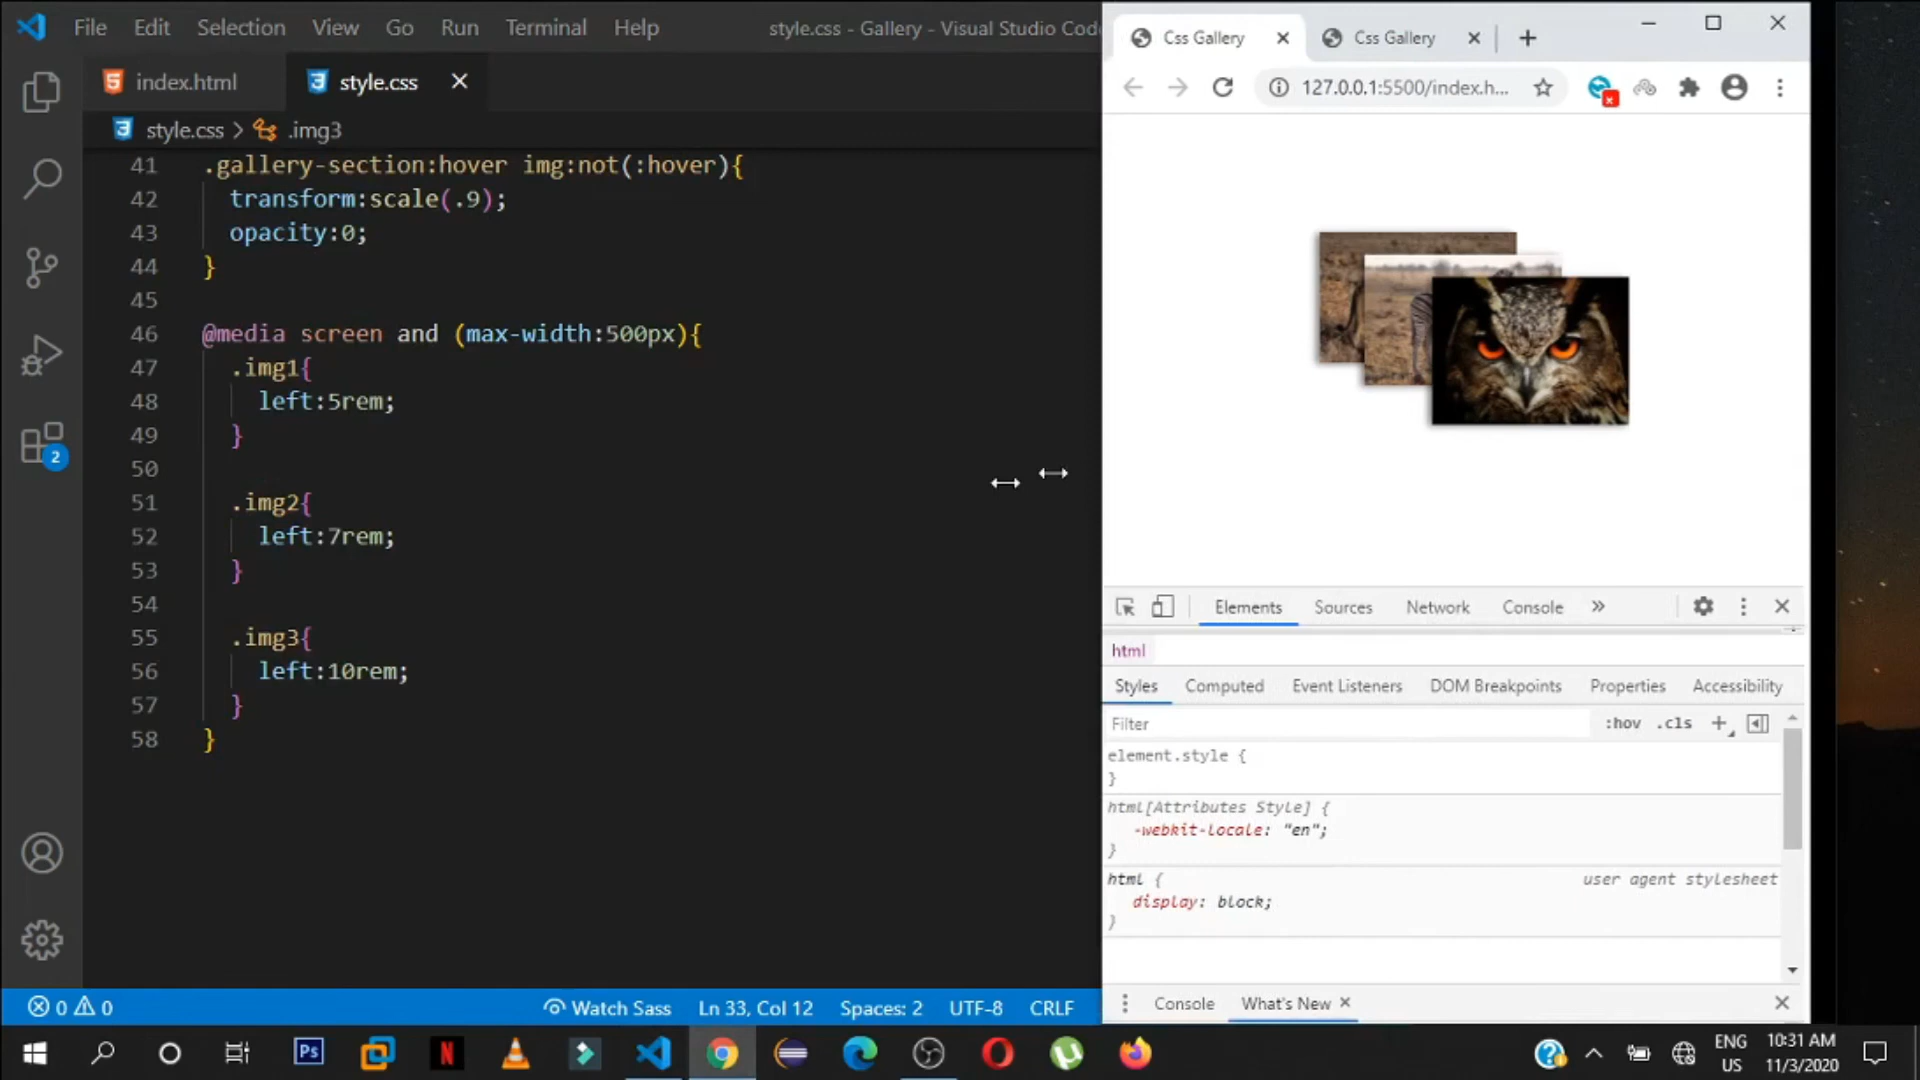 File Edit Selection View Go Run Terminal Help style.css - Gallery - Visual Studio Code
index.html style.css
style.css > .img3
41 .gallery-section:hover img:not(:hover){
42 transform:scale(.9);
43 opacity:0;
44 }
45
46 @media screen and (max-width:500px){
47 .img1{
48 left:5rem;
49 }
50
51 .img2{
52 left:7rem;
53 }
54
55 .img3{
56 left:10rem;
57 }
58 }
2
0 0 Watch Sass Ln 33, Col 12 Spaces: 2 UTF-8 CRLF
Css Gallery Css Gallery
127.0.0.1:5500/index.h...
Elements Sources Network Console »
html
Styles Computed Event Listeners DOM Breakpoints Properties Accessibility
Filter :hov .cls +
element.style {
}
html[Attributes Style] {
-webkit-locale: "en";
}
html { user agent stylesheet
display: block;
}
Console What's New
Ps N ENG 10:31 AM
US 11/3/2020